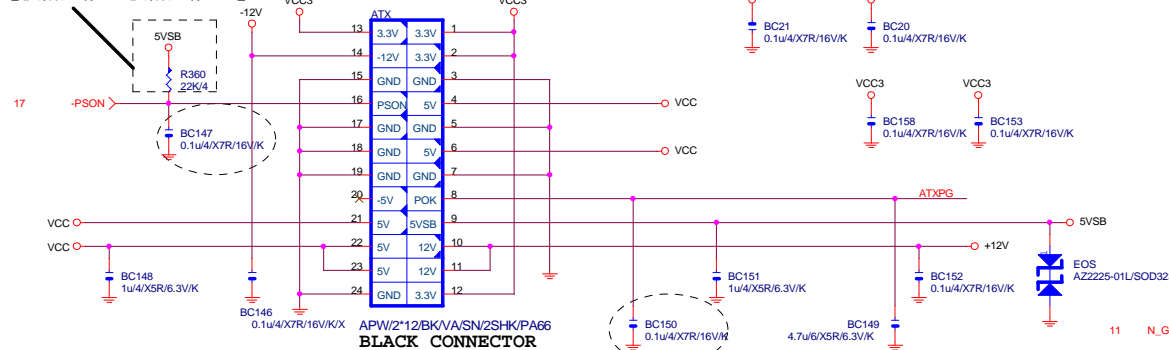 -12V
VCC3
ATX
VCC3
5VSB
R360
22K/4
17
-PSON
BC147
0.1u/4/X7R/16V/K
13 3.3V 3.3V 1
14 -12V 3.3V 2
15 GND GND 3
16 PSON 5V 4
17 GND GND 5
18 GND 5V 6
19 GND GND 7
20 -5V POK 8
21 5V 5VSB 9
22 5V 12V 10
23 5V 12V 11
24 GND 3.3V 12
VCC
VCC
ATXPG
5VSB
+12V
VCC
VCC
BC148
1u/4/X5R/6.3V/K
BC146
0.1u/4/X7R/16V/K/X
APW/2*12/BK/VA/SN/2SHK/PA66
BLACK CONNECTOR
BC151
1u/4/X5R/6.3V/K
BC150
0.1u/4/X7R/16V/K
BC149
4.7u/6/X5R/6.3V/K
BC152
0.1u/4/X7R/16V/K
EOS
AZ2225-01L/SOD32
BC21
0.1u/4/X7R/16V/K
BC20
0.1u/4/X7R/16V/K
VCC3
VCC3
BC158
0.1u/4/X7R/16V/K
BC153
0.1u/4/X7R/16V/K
11 N_G